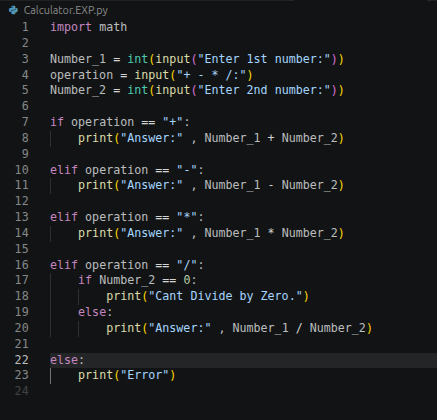 Calculator.EXP.py
1 import math
2
3 Number_1 = int(input("Enter 1st number:"))
4 operation = input("+ - * /:")
5 Number_2 = int(input("Enter 2nd number:"))
6
7 if operation == "+":
8     print("Answer:" , Number_1 + Number_2)
9
10 elif operation == "-":
11     print("Answer:" , Number_1 - Number_2)
12
13 elif operation == "*":
14     print("Answer:" , Number_1 * Number_2)
15
16 elif operation == "/":
17     if Number_2 == 0:
18         print("Cant Divide by Zero.")
19     else:
20         print("Answer:" , Number_1 / Number_2)
21
22 else:
23     print("Error")
24